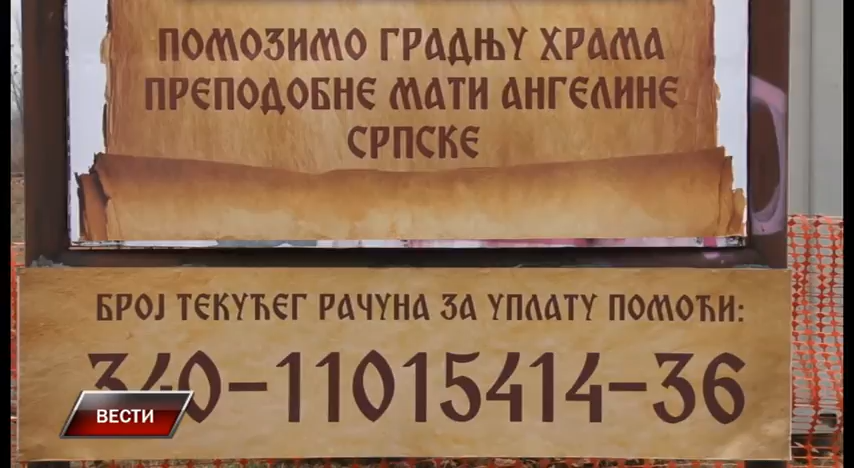 ПОМОЗИМО ГРАДЊУ ХРАМА
ПРЕПОДОБНЕ МАТИ АНГЕЛИНЕ
СРПСКЕ
БРОЈ ТЕКУЋЕГ РАЧУНА ЗА УПЛАТУ ПОМОЋИ:
340-11015414-36
ВЕСТИ